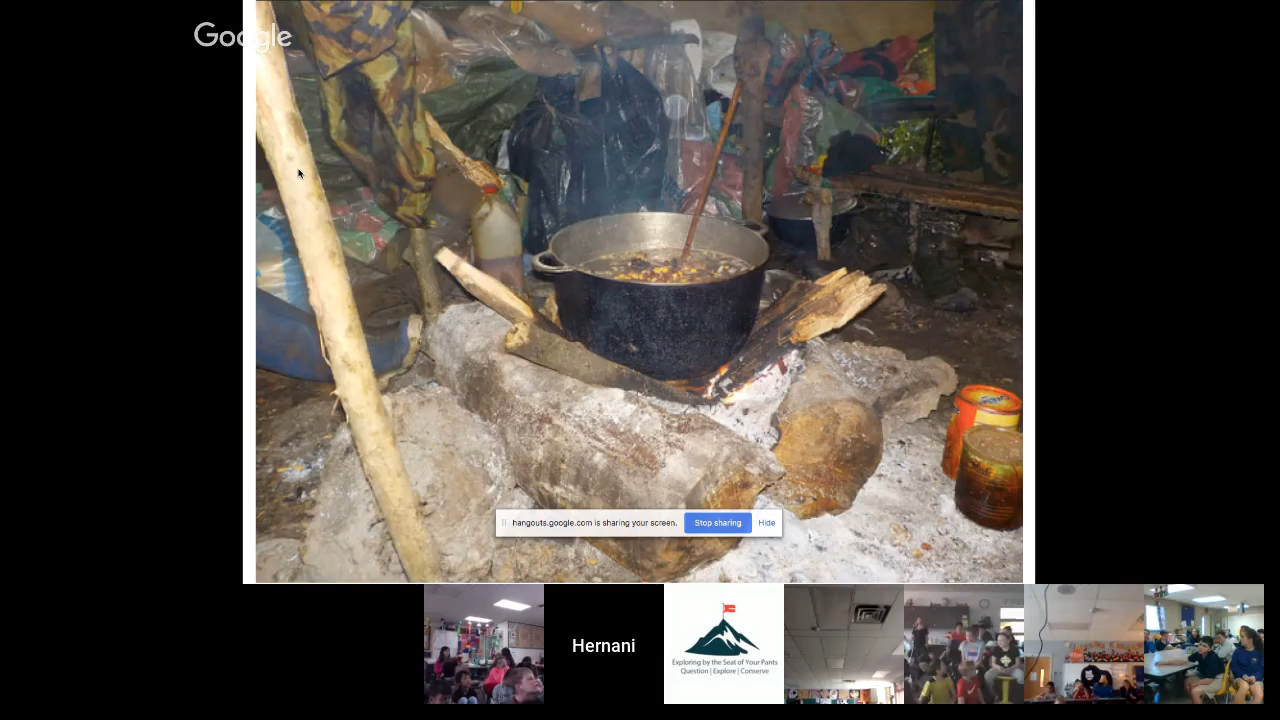 Google
hangouts.google.com is sharing your screen.
Stop sharing
Hide
Hernani
Exploring by the Seat of Your Pants
Question | Explore | Conserve